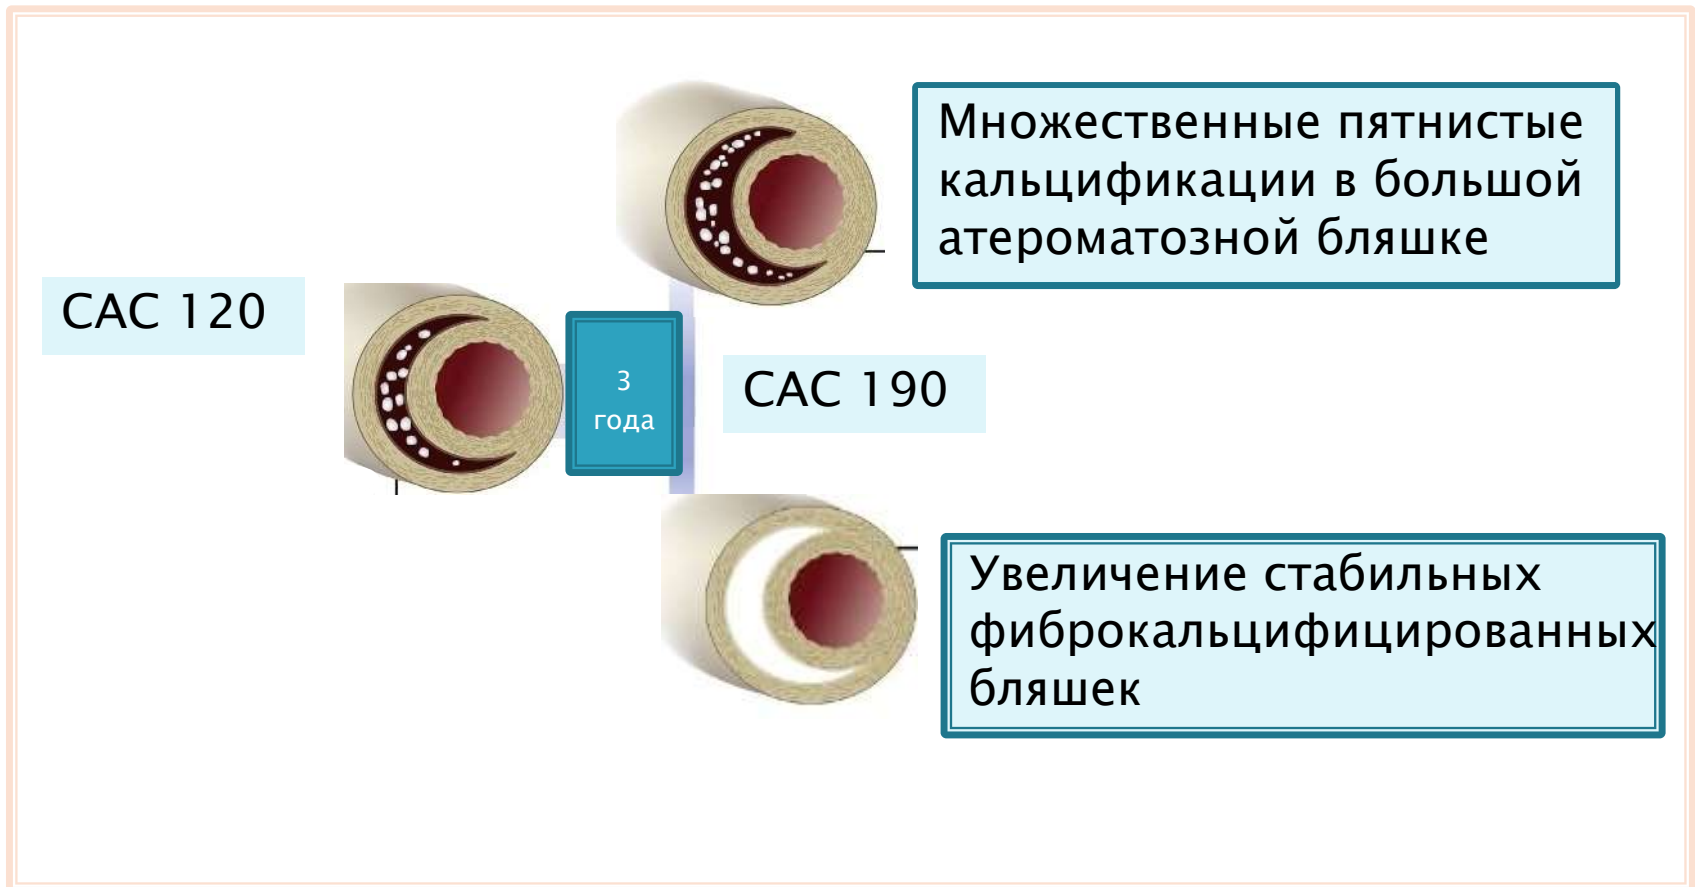 Множественные пятнистые
кальцификации в большой
атероматозной бляшке
САС 120
3
года
САС 190
Увеличение стабильных
фиброкальцифицированных
бляшек